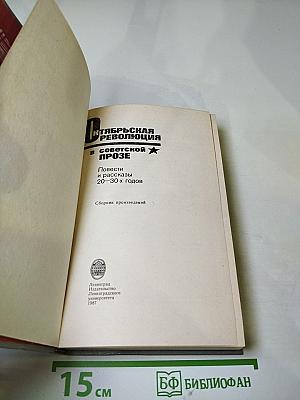 Октябрьская
революция
в советской
прозе
Повести
и рассказы
20—30-х годов
Сборник произведений
Ленинград
Издательство
Ленинградского
университета
1987
15 см
БФ БИБЛИОФАН